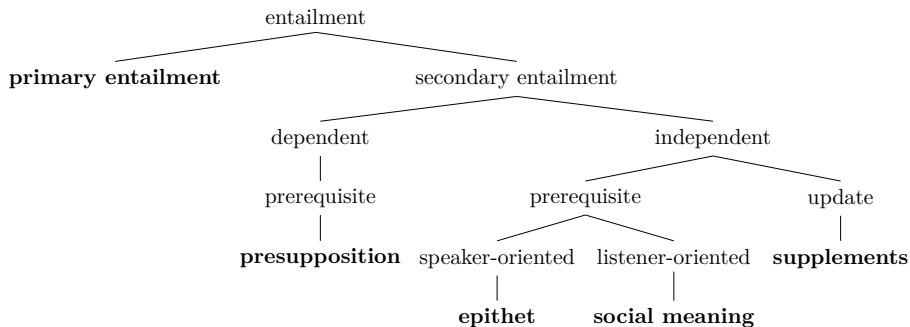 entailment
primary entailment secondary entailment
dependent independent
prerequisite prerequisite update
presupposition speaker-oriented listener-oriented supplements
epithet social meaning